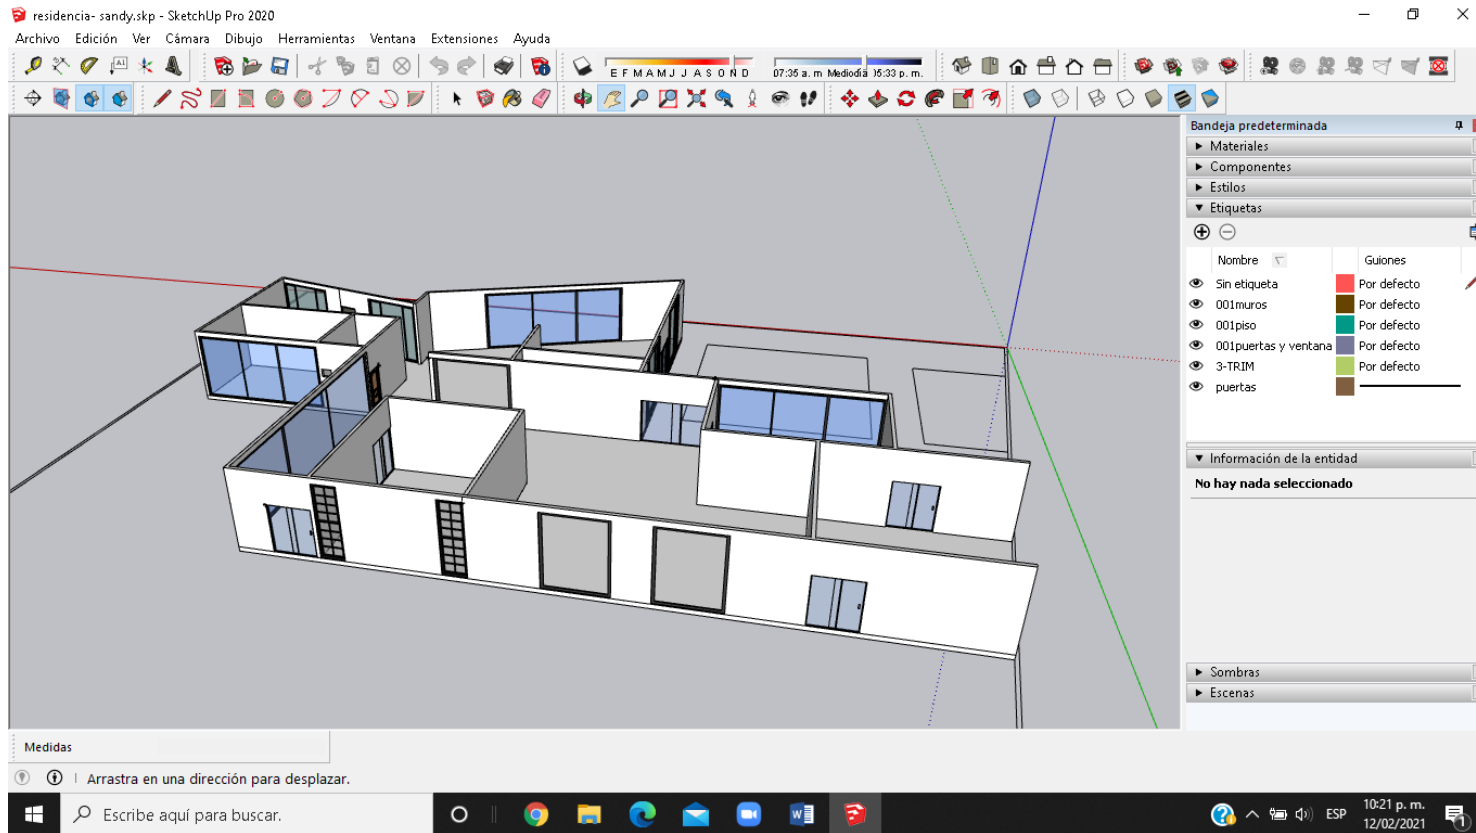 residencia- sandy.skp - SketchUp Pro 2020
Archivo Edición Ver Cámara Dibujo Herramientas Ventana Extensiones Ayuda
E F M A M J J A S O N D 07:35 a. m Mediodía 05:33 p. m.
Bandeja predeterminada
Materiales
Componentes
Estilos
Etiquetas
Nombre Guiones
Sin etiqueta Por defecto
001muros Por defecto
001piso Por defecto
001puertas y ventana Por defecto
3-TRIM Por defecto
puertas
Información de la entidad
No hay nada seleccionado
Sombras
Escenas
Medidas
Arrastra en una dirección para desplazar.
Escribe aquí para buscar.
ESP
10:21 p. m.
12/02/2021
1